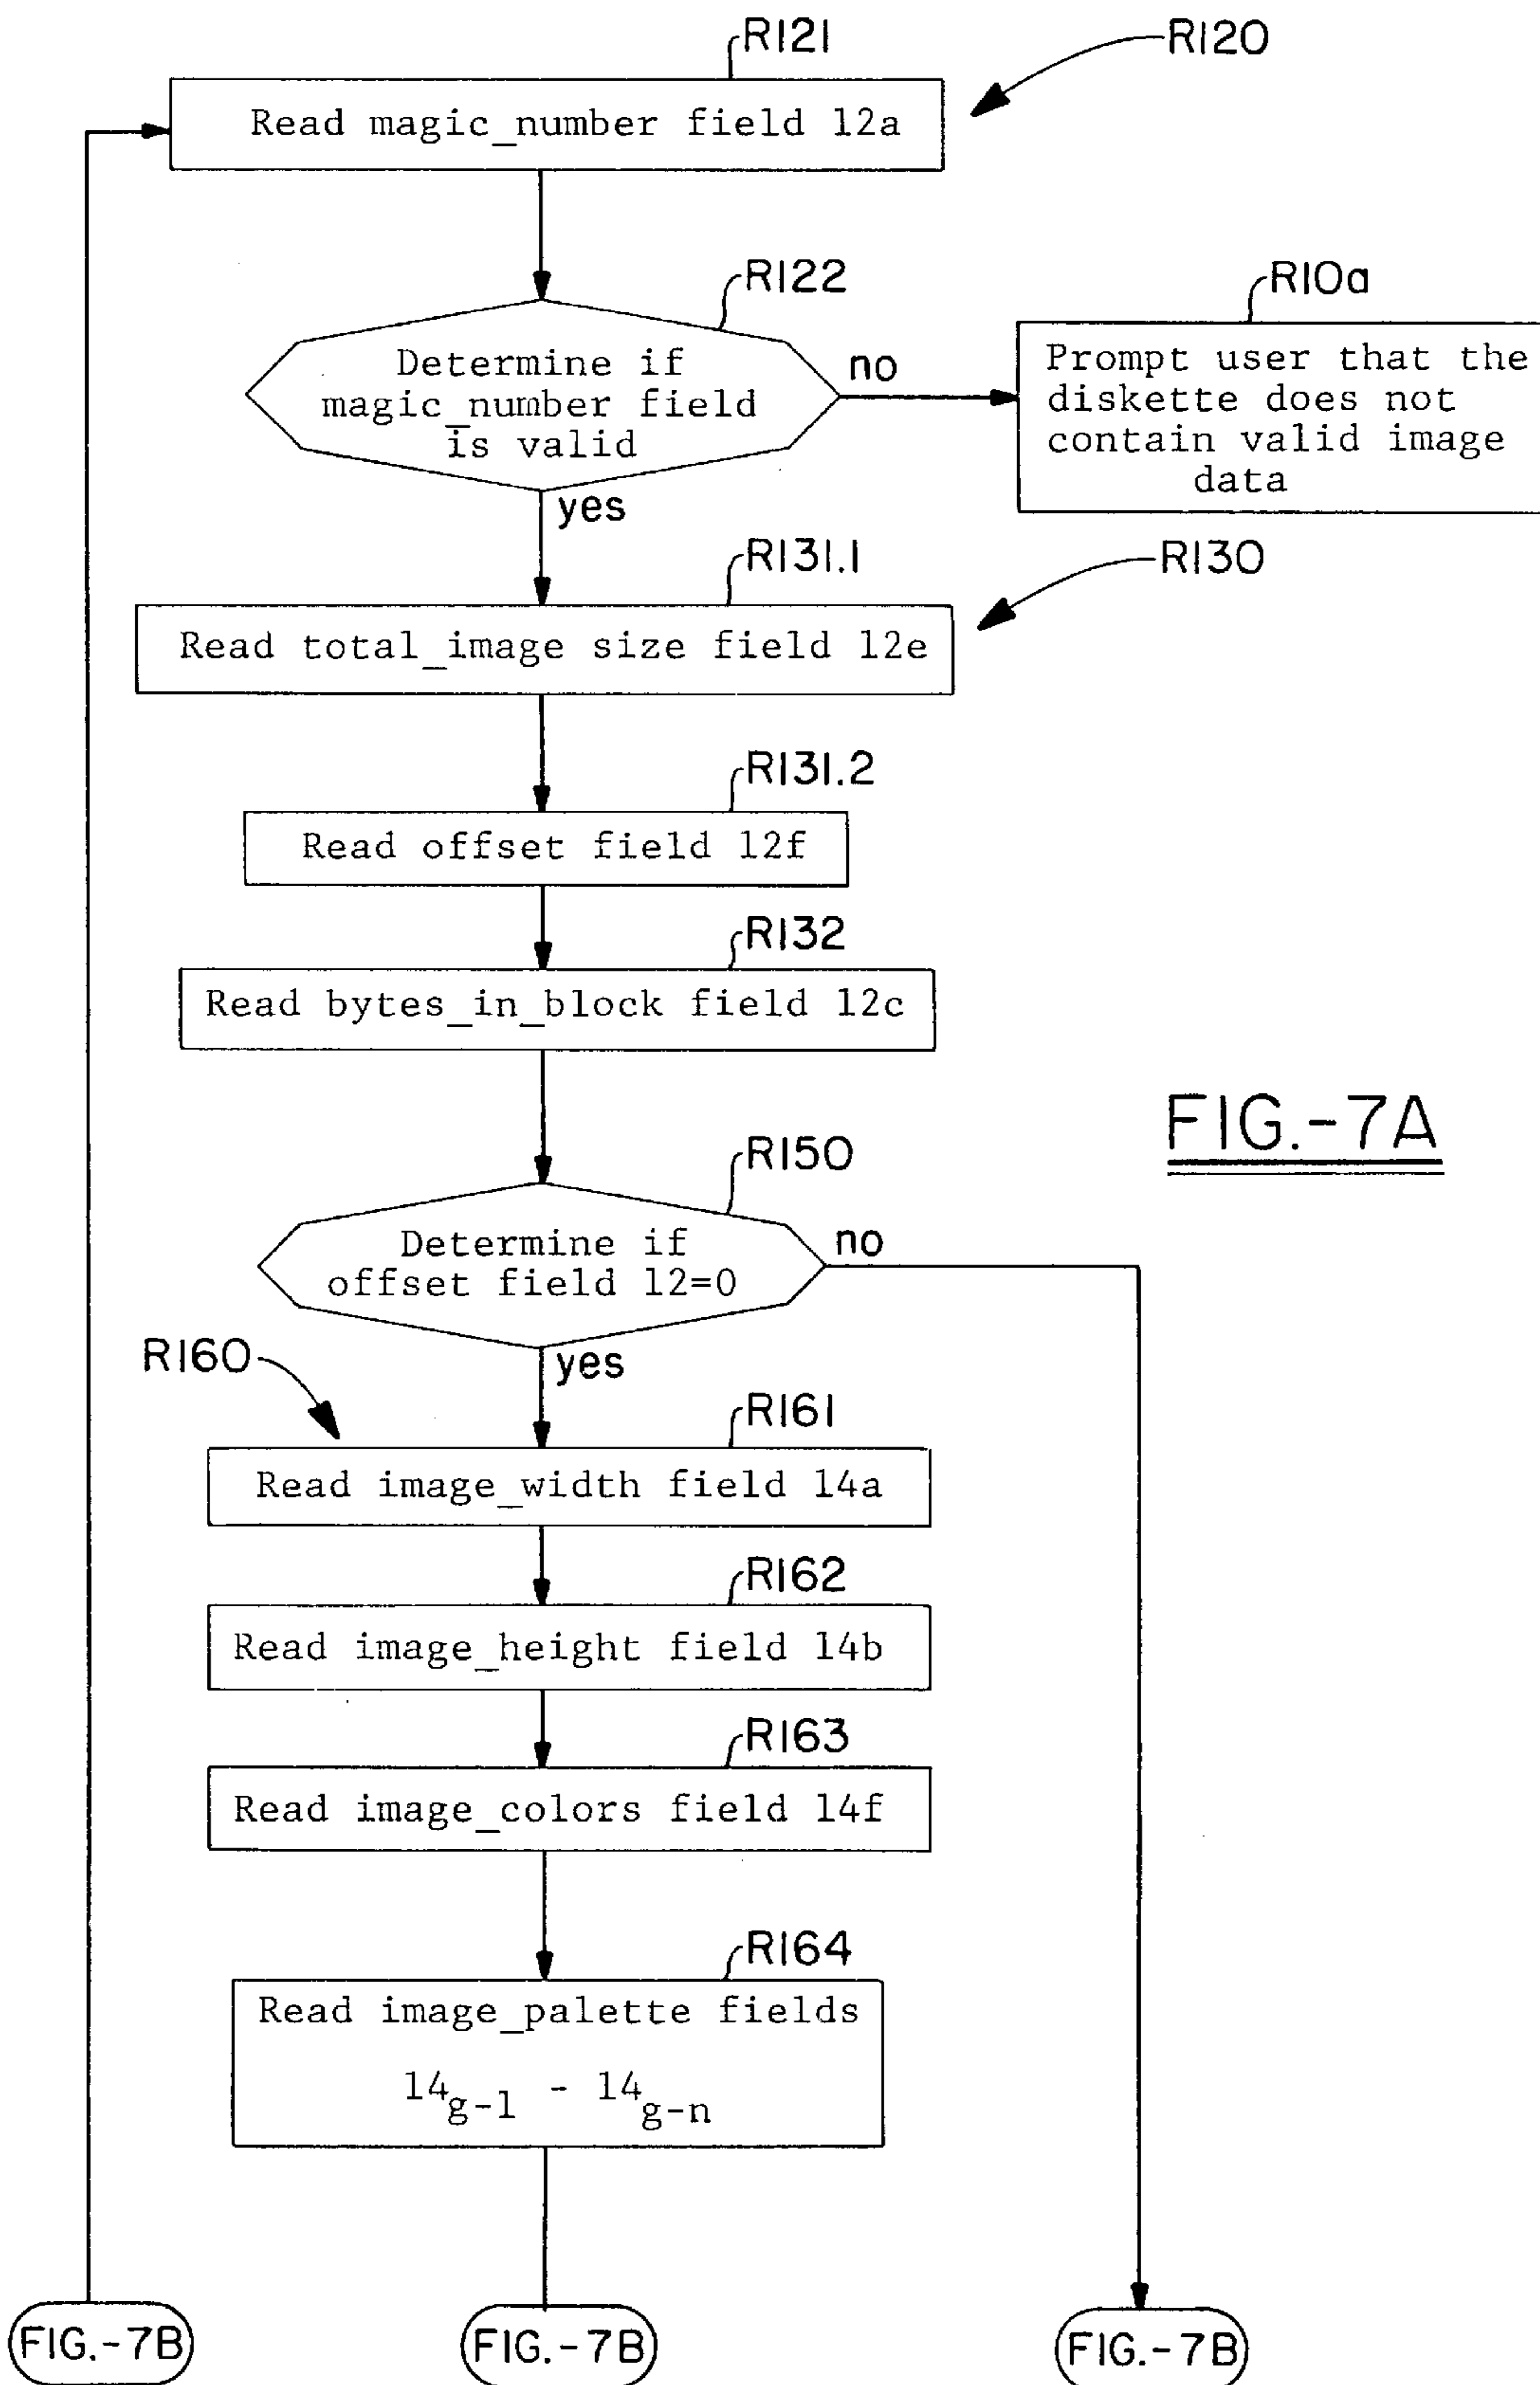 R121
R120
Read magic_number field 12a
R122
R10a
Determine if
magic_number field
is valid
no
Prompt user that the
diskette does not
contain valid image
data
yes
R131.1
R130
Read total_image size field 12e
R131.2
Read offset field 12f
R132
Read bytes_in_block field 12c
FIG.-7A
R150
Determine if
offset field 12=0
no
R160
yes
R161
Read image_width field 14a
R162
Read image_height field 14b
R163
Read image_colors field 14f
R164
Read image_palette fields
14g-1 - 14g-n
FIG.-7B
FIG.-7B
FIG.-7B